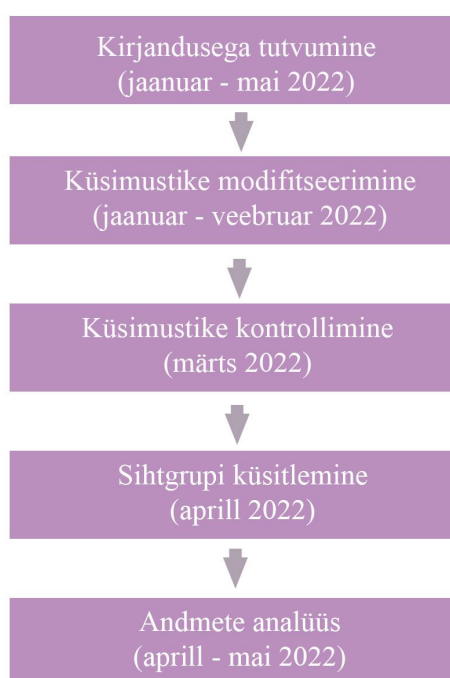 Kirjandusega tutvumine
(jaanuar - mai 2022)
Küsimustike modifitseerimine
(jaanuar - veebruar 2022)
Küsimustike kontrollimine
(märts 2022)
Sihtgrupi küsitlemine
(aprill 2022)
Andmete analüüs
(aprill - mai 2022)